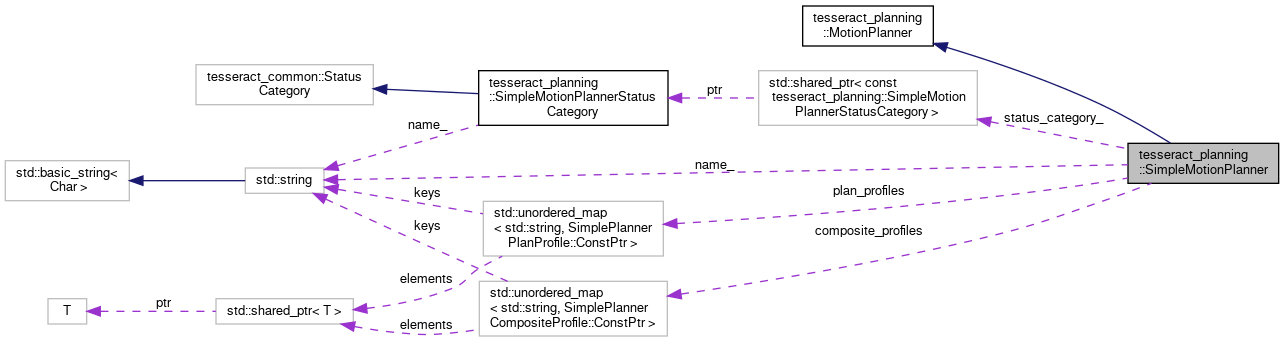 tesseract_planning
::MotionPlanner
tesseract_common::Status
Category
tesseract_planning
::SimpleMotionPlannerStatus
Category
ptr
std::shared_ptr< const
tesseract_planning::SimpleMotion
PlannerStatusCategory >
status_category_
name_
tesseract_planning
::SimpleMotionPlanner
std::basic_string<
Char >
std::string
name_
keys
plan_profiles
std::unordered_map
< std::string, SimplePlanner
PlanProfile::ConstPtr >
keys
composite_profiles
elements
std::unordered_map
< std::string, SimplePlanner
CompositeProfile::ConstPtr >
T
ptr
std::shared_ptr< T >
elements